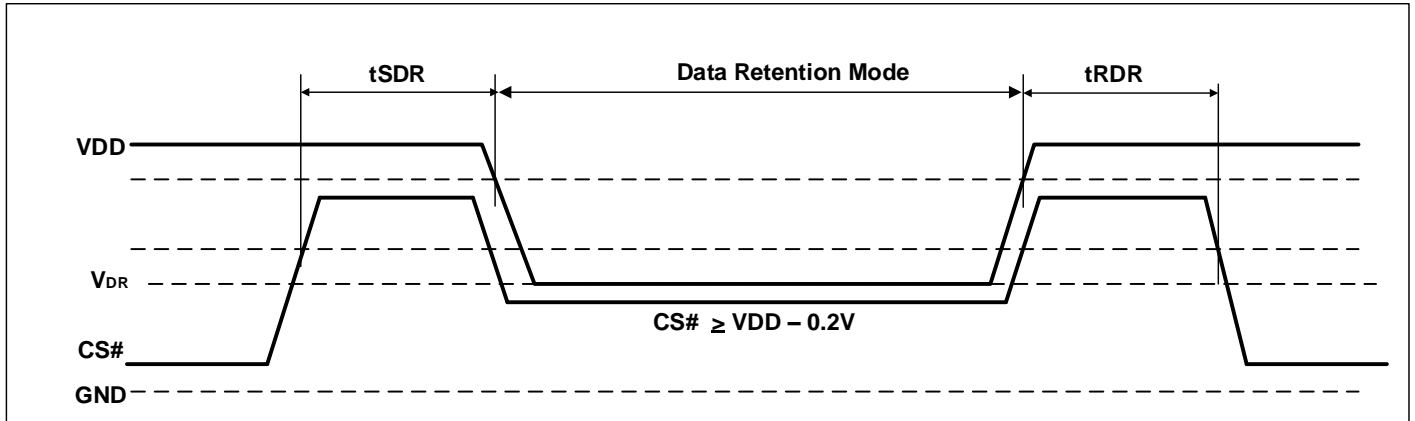 tSDR
Data Retention Mode
tRDR
VDD
VDR
CS# ≥ VDD – 0.2V
CS#
GND